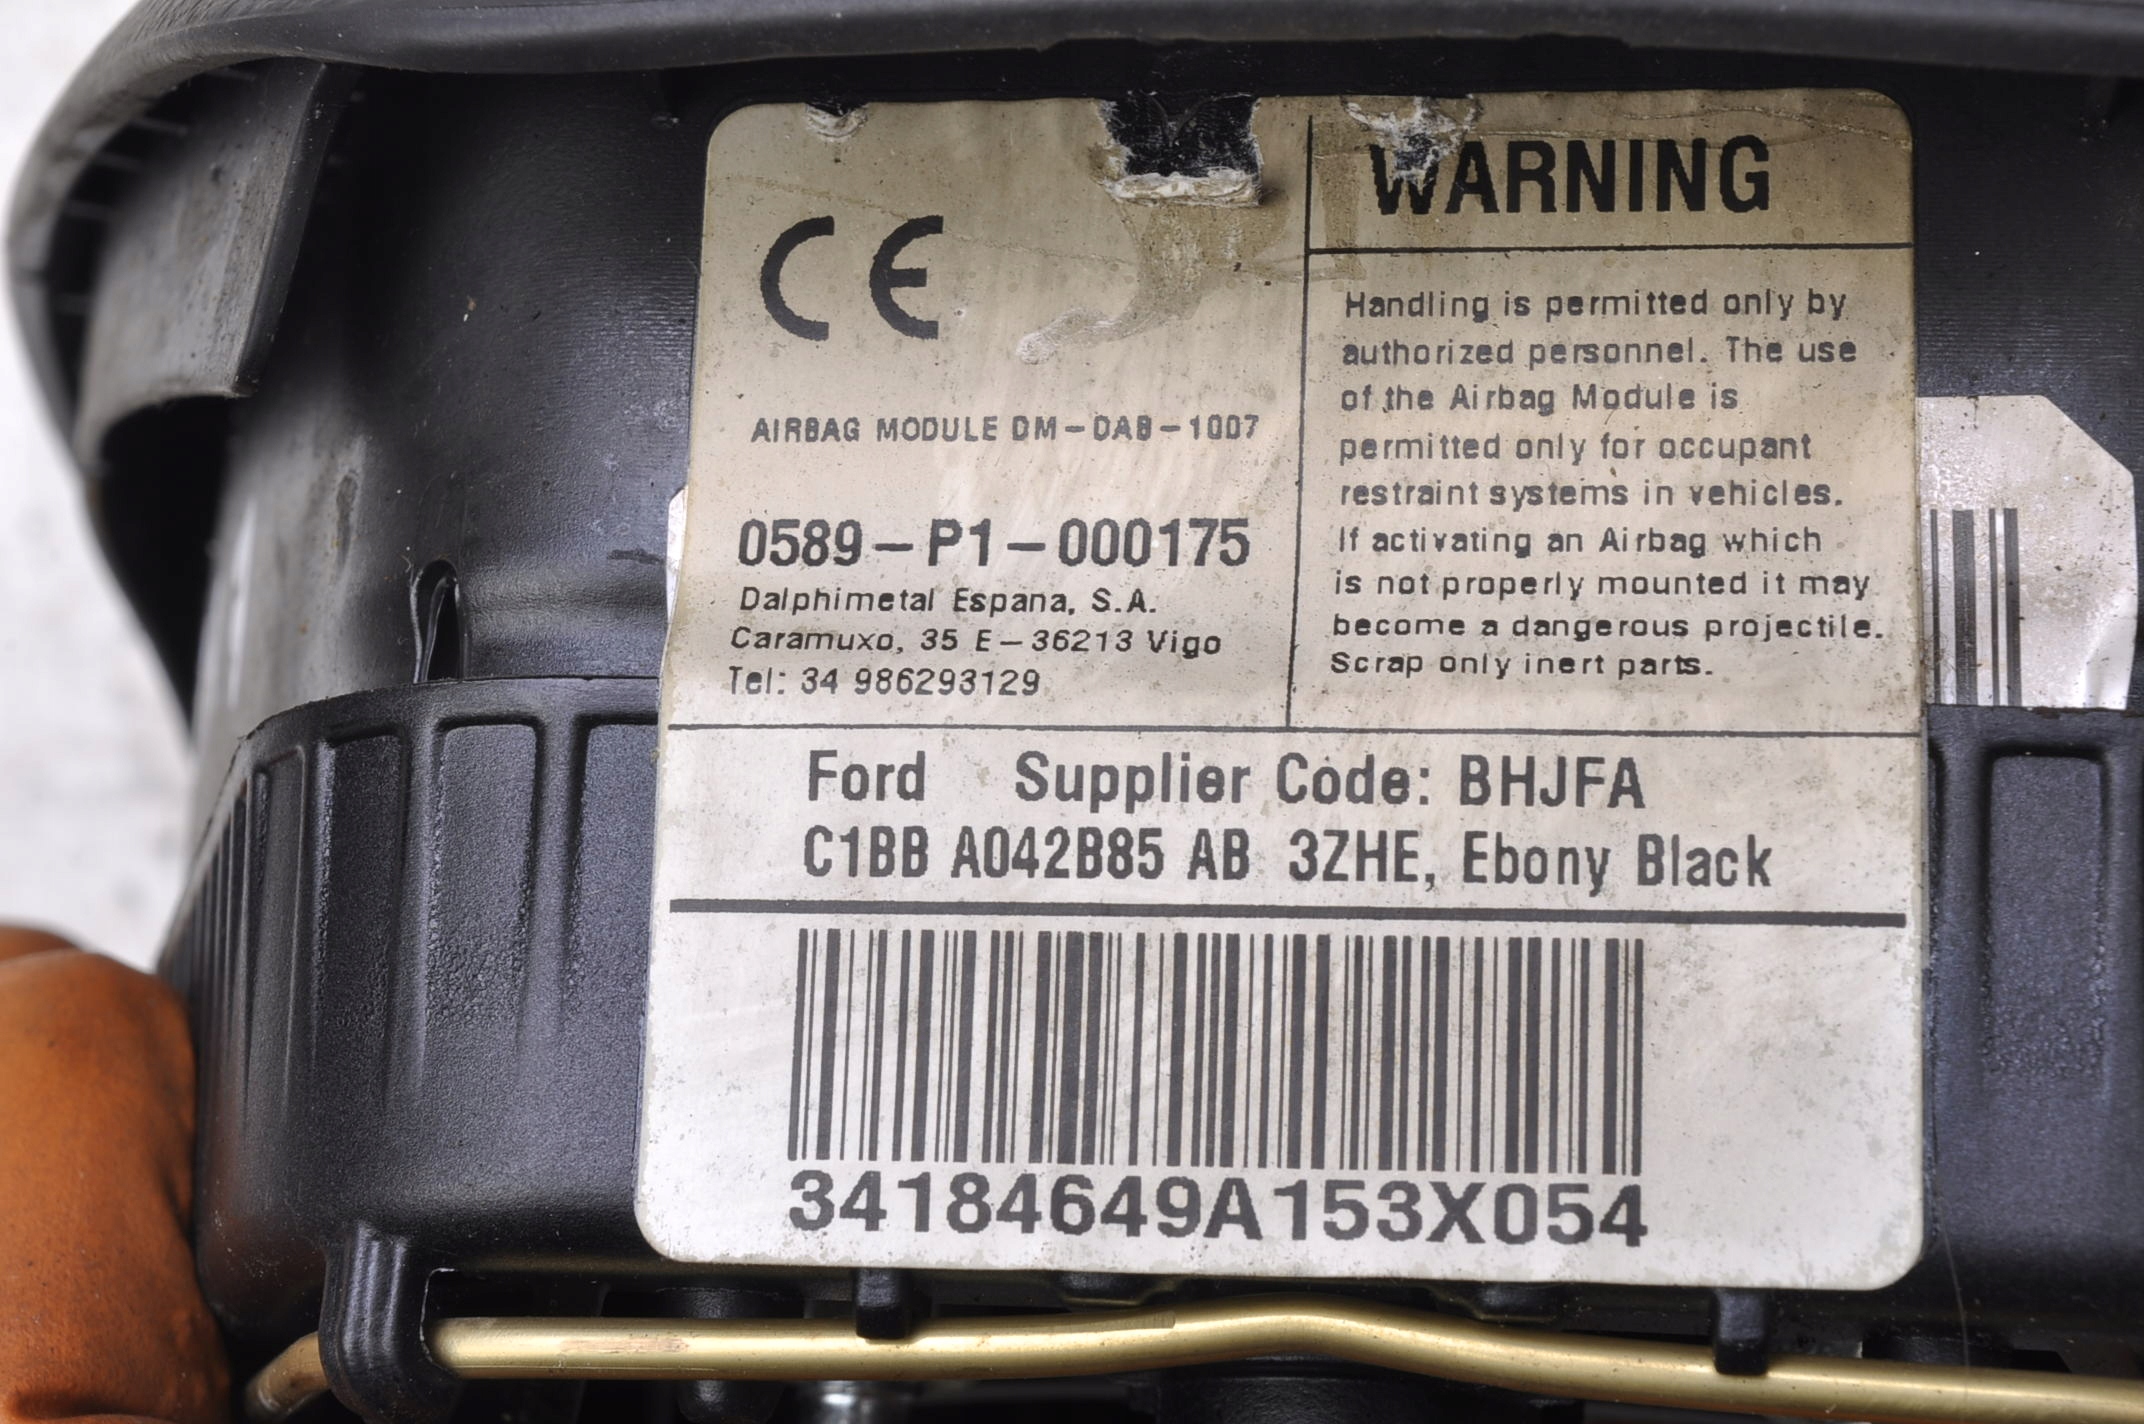 CE
AIRBAG MODULE DM-DAB-1007
0589-P1-000175
Dalphimetal Espana, S.A.
Caramuxo, 35 E-36213 Vigo
Tel: 34 986293129
WARNING
Handling is permitted only by
authorized personnel. The use
of the Airbag Module is
permitted only for occupant
restraint systems in vehicles.
If activating an Airbag which
is not properly mounted it may
become a dangerous projectile.
Scrap only inert parts.
Ford Supplier Code: BHJFA
C1BB A042B85 AB 3ZHE, Ebony Black
34184649A153X054